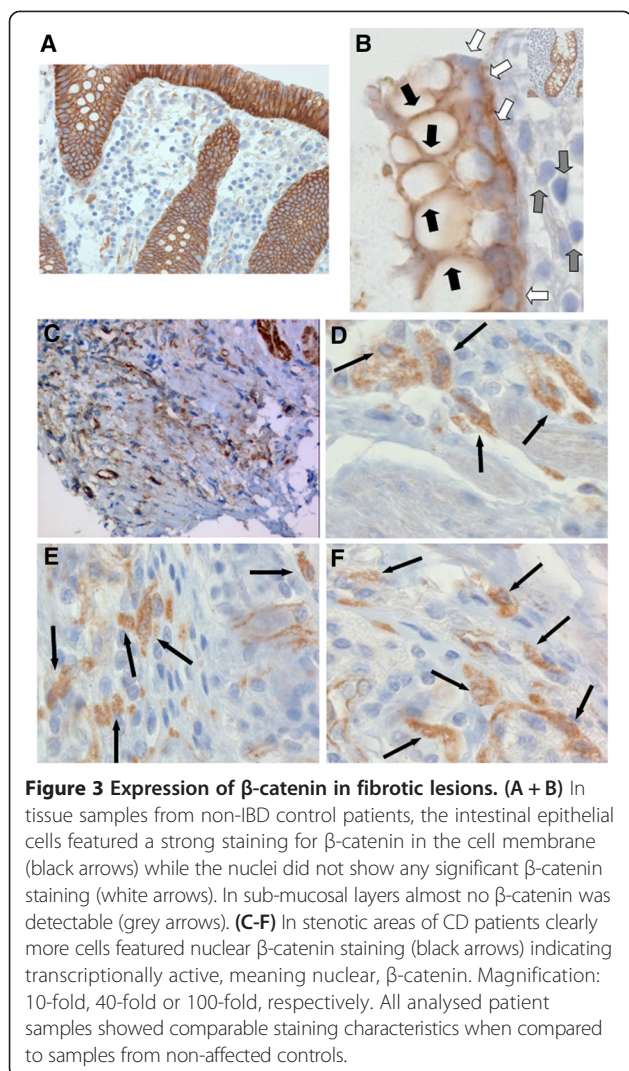 A
B
C
D
E
F
Figure 3 Expression of β-catenin in fibrotic lesions. (A + B) In
tissue samples from non-IBD control patients, the intestinal epithelial
cells featured a strong staining for β-catenin in the cell membrane
(black arrows) while the nuclei did not show any significant β-catenin
staining (white arrows). In sub-mucosal layers almost no β-catenin was
detectable (grey arrows). (C-F) In stenotic areas of CD patients clearly
more cells featured nuclear β-catenin staining (black arrows) indicating
transcriptionally active, meaning nuclear, β-catenin. Magnification:
10-fold, 40-fold or 100-fold, respectively. All analysed patient
samples showed comparable staining characteristics when compared
to samples from non-affected controls.